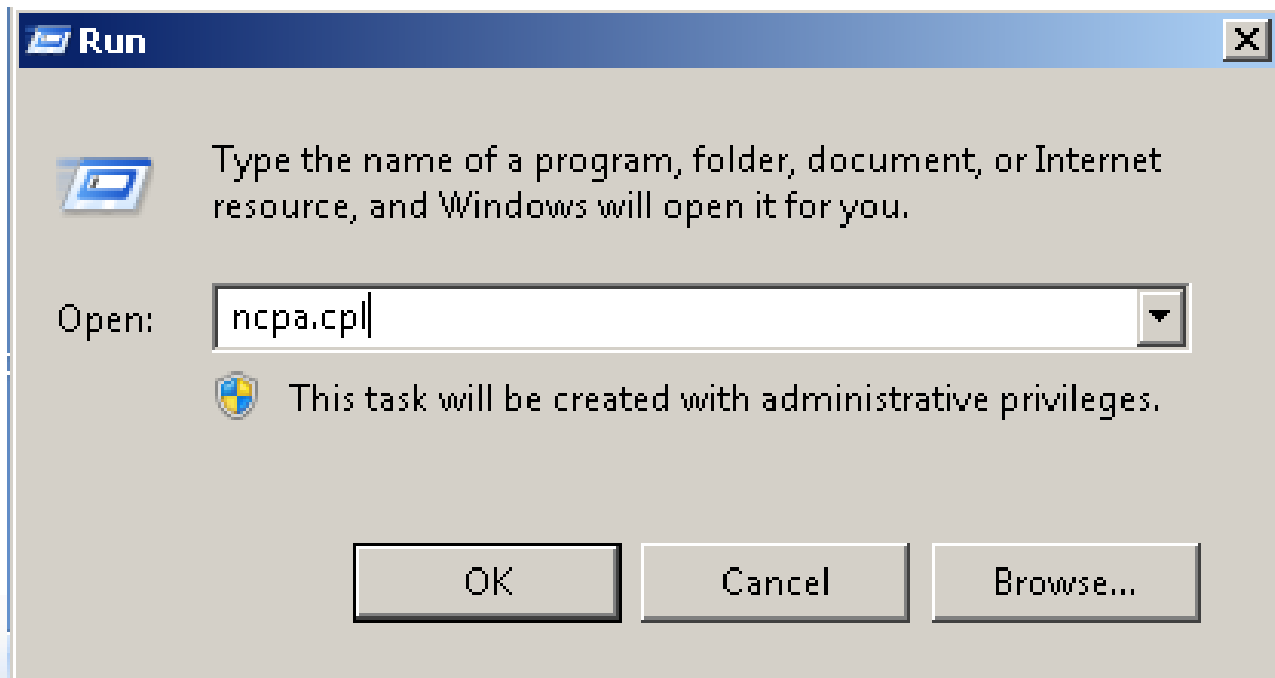 Run
Type the name of a program, folder, document, or Internet
resource, and Windows will open it for you.
Open:
ncpa.cpl
This task will be created with administrative privileges.
OK
Cancel
Browse...